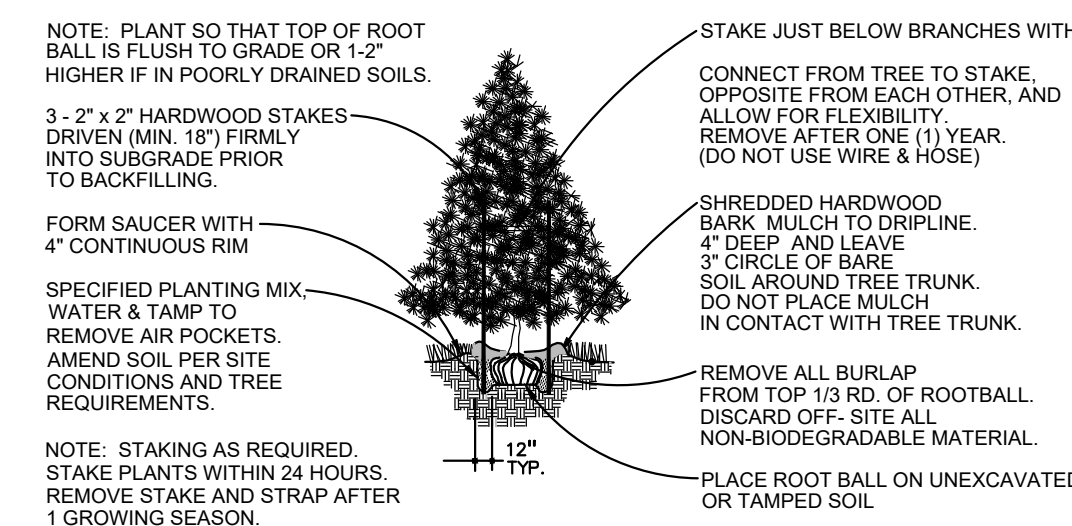 NOTE: PLANT SO THAT TOP OF ROOT
BALL IS FLUSH TO GRADE OR 1-2"
HIGHER IF IN POORLY DRAINED SOILS.
3 - 2" x 2" HARDWOOD STAKES
DRIVEN (MIN. 18") FIRMLY
INTO SUBGRADE PRIOR
TO BACKFILLING.
FORM SAUCER WITH
4" CONTINUOUS RIM
SPECIFIED PLANTING MIX,
WATER & TAMP TO
REMOVE AIR POCKETS.
AMEND SOIL PER SITE
CONDITIONS AND TREE
REQUIREMENTS.
NOTE: STAKING AS REQUIRED.
STAKE PLANTS WITHIN 24 HOURS.
REMOVE STAKE AND STRAP AFTER
1 GROWING SEASON.
12"
TYP.
STAKE JUST BELOW BRANCHES WITH
CONNECT FROM TREE TO STAKE,
OPPOSITE FROM EACH OTHER, AND
ALLOW FOR FLEXIBILITY.
REMOVE AFTER ONE (1) YEAR.
(DO NOT USE WIRE & HOSE)
SHREDDED HARDWOOD
BARK MULCH TO DRIPLINE.
4" DEEP AND LEAVE
3" CIRCLE OF BARE
SOIL AROUND TREE TRUNK.
DO NOT PLACE MULCH
IN CONTACT WITH TREE TRUNK.
REMOVE ALL BURLAP
FROM TOP 1/3 RD. OF ROOTBALL.
DISCARD OFF- SITE ALL
NON-BIODEGRADABLE MATERIAL.
PLACE ROOT BALL ON UNEXCAVATED
OR TAMPED SOIL